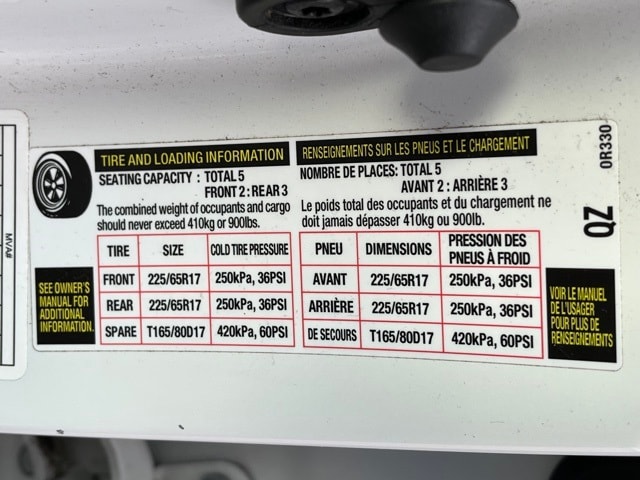 TIRE AND LOADING INFORMATION
SEATING CAPACITY : TOTAL 5
FRONT 2 : REAR 3
The combined weight of occupants and cargo
should never exceed 410kg or 900lbs.
TIRE SIZE COLD TIRE PRESSURE
FRONT 225/65R17 250kPa, 36PSI
REAR 225/65R17 250kPa, 36PSI
SPARE T165/80D17 420kPa, 60PSI
SEE OWNER'S
MANUAL FOR
ADDITIONAL
INFORMATION.
RENSEIGNEMENTS SUR LES PNEUS ET LE CHARGEMENT
NOMBRE DE PLACES: TOTAL 5
AVANT 2 : ARRIÈRE 3
Le poids total des occupants et du chargement ne
doit jamais dépasser 410kg ou 900lb.
PNEU DIMENSIONS PRESSION DES
PNEUS À FROID
AVANT 225/65R17 250kPa, 36PSI
ARRIÈRE 225/65R17 250kPa, 36PSI
DE SECOURS T165/80D17 420kPa, 60PSI
VOIR LE MANUEL
DE L'USAGER
POUR PLUS DE
RENSEIGNEMENTS
QZ
0R330
MVA#